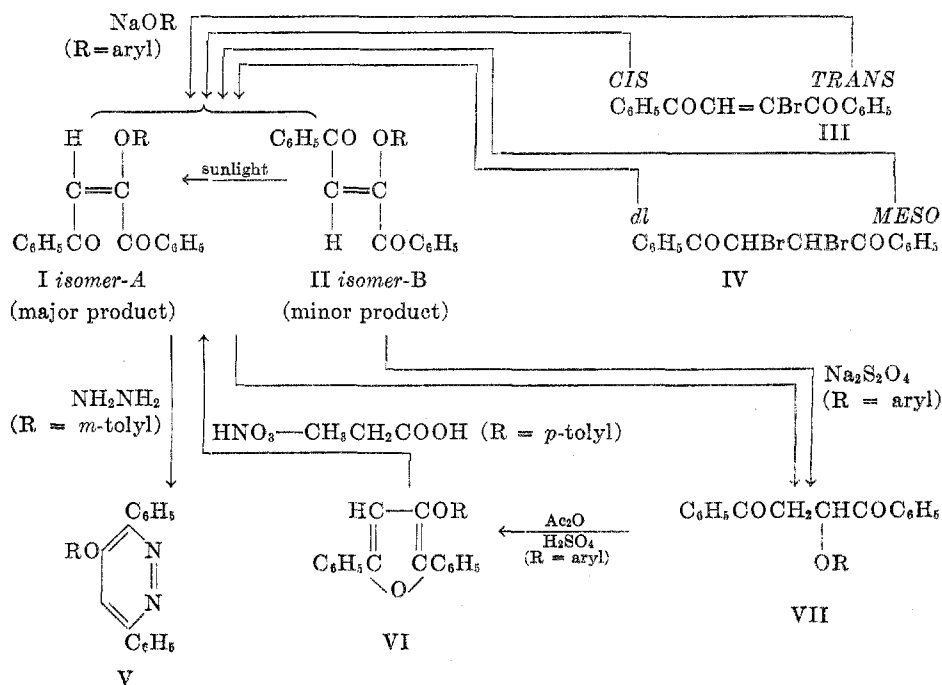 NaOR
(R=aryl)
CIS TRANS
C6H5COCH=CBrCOC6H5
III
H OR
C=C
C6H5CO COC6H5
I isomer-A
(major product)
sunlight
C6H5CO OR
C=C
H COC6H5
II isomer-B
(minor product)
dl MESO
C6H5COCHBrCHBrCOC6H5
IV
NH2NH2
(R = m-tolyl)
HNO3—CH3CH2COOH (R = p-tolyl)
Na2S2O4
(R = aryl)
C6H5
RO N
N
C6H5
V
H C COR
C6H5C CC6H5
O
VI
Ac2O
H2SO4
(R = aryl)
C6H5COCH2CHCOC6H5
OR
VII